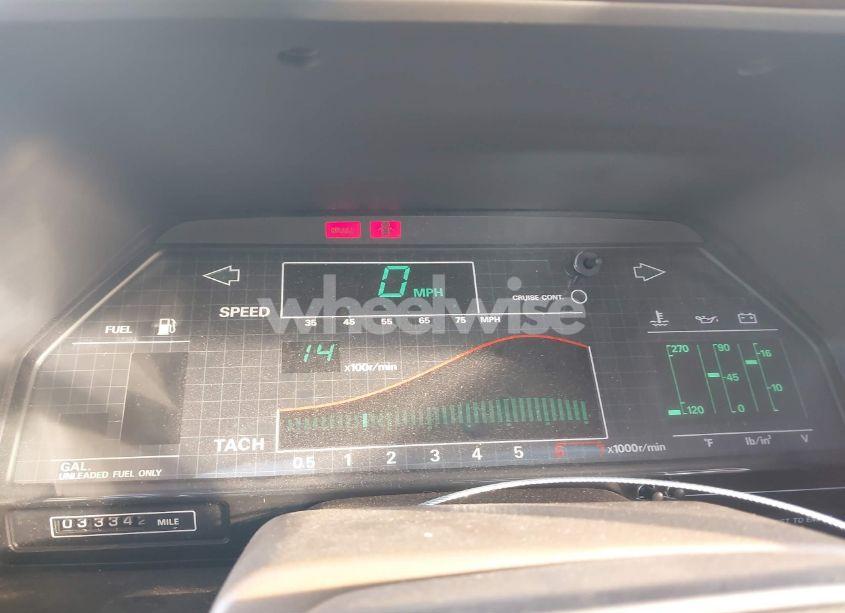 0 MPH
CRUISE CONT.
SPEED
35 45 55 65 75 MPH
FUEL
14 x100r/min
270 90 16
45
10
120 0
TACH
0.5 1 2 3 4 5 6 7 x1000r/min
°F lb/in² V
GAL.
UNLEADED FUEL ONLY
03334 MILE
wheelwise